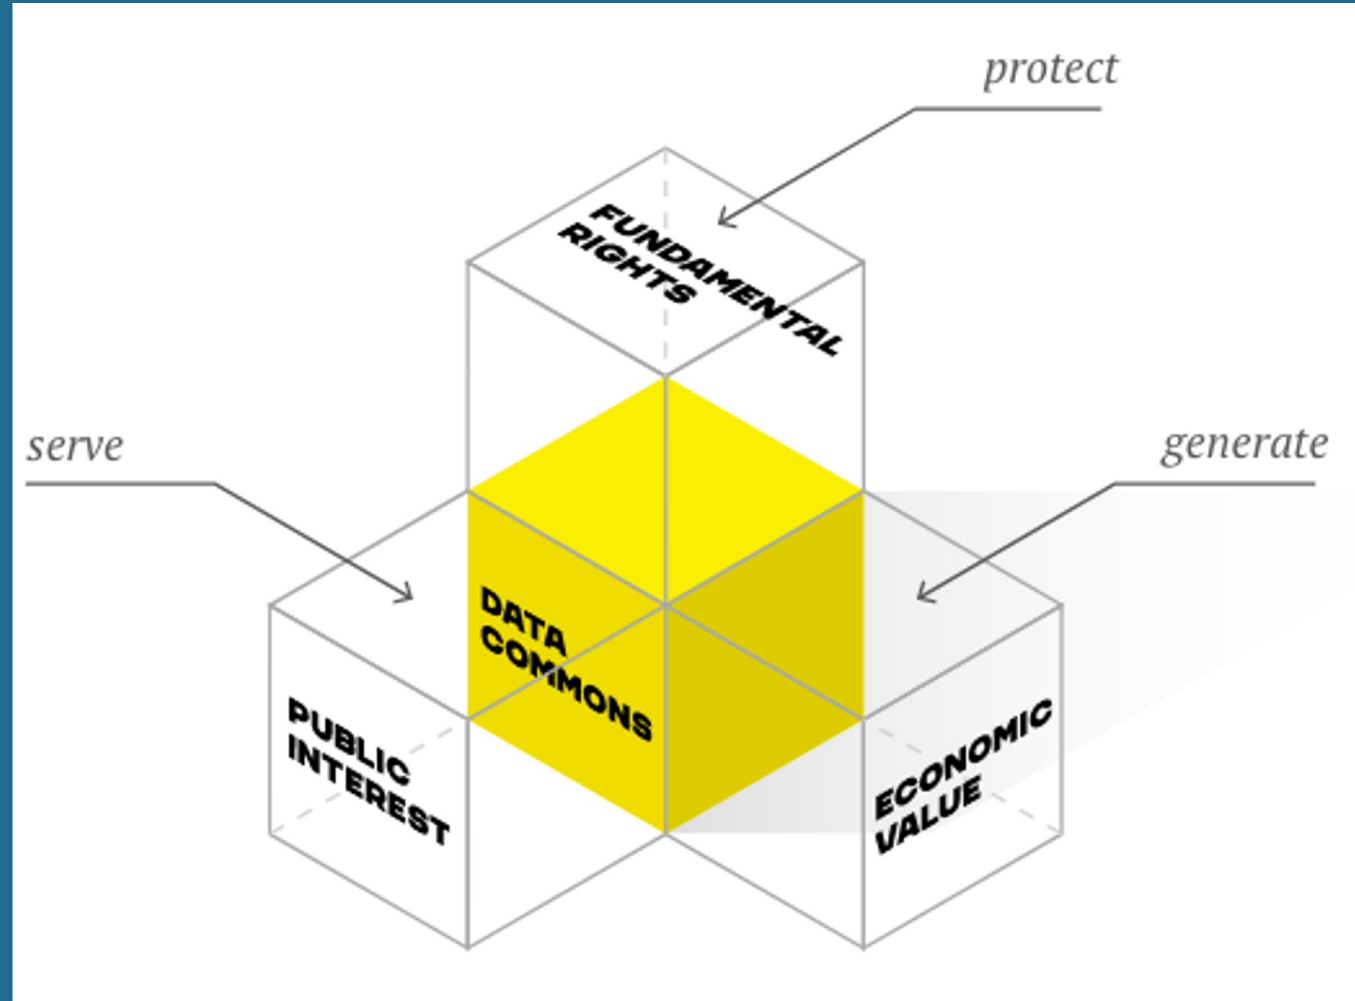 protect
FUNDAMENTAL
RIGHTS
serve
generate
DATA
COMMONS
PUBLIC
INTEREST
ECONOMIC
VALUE